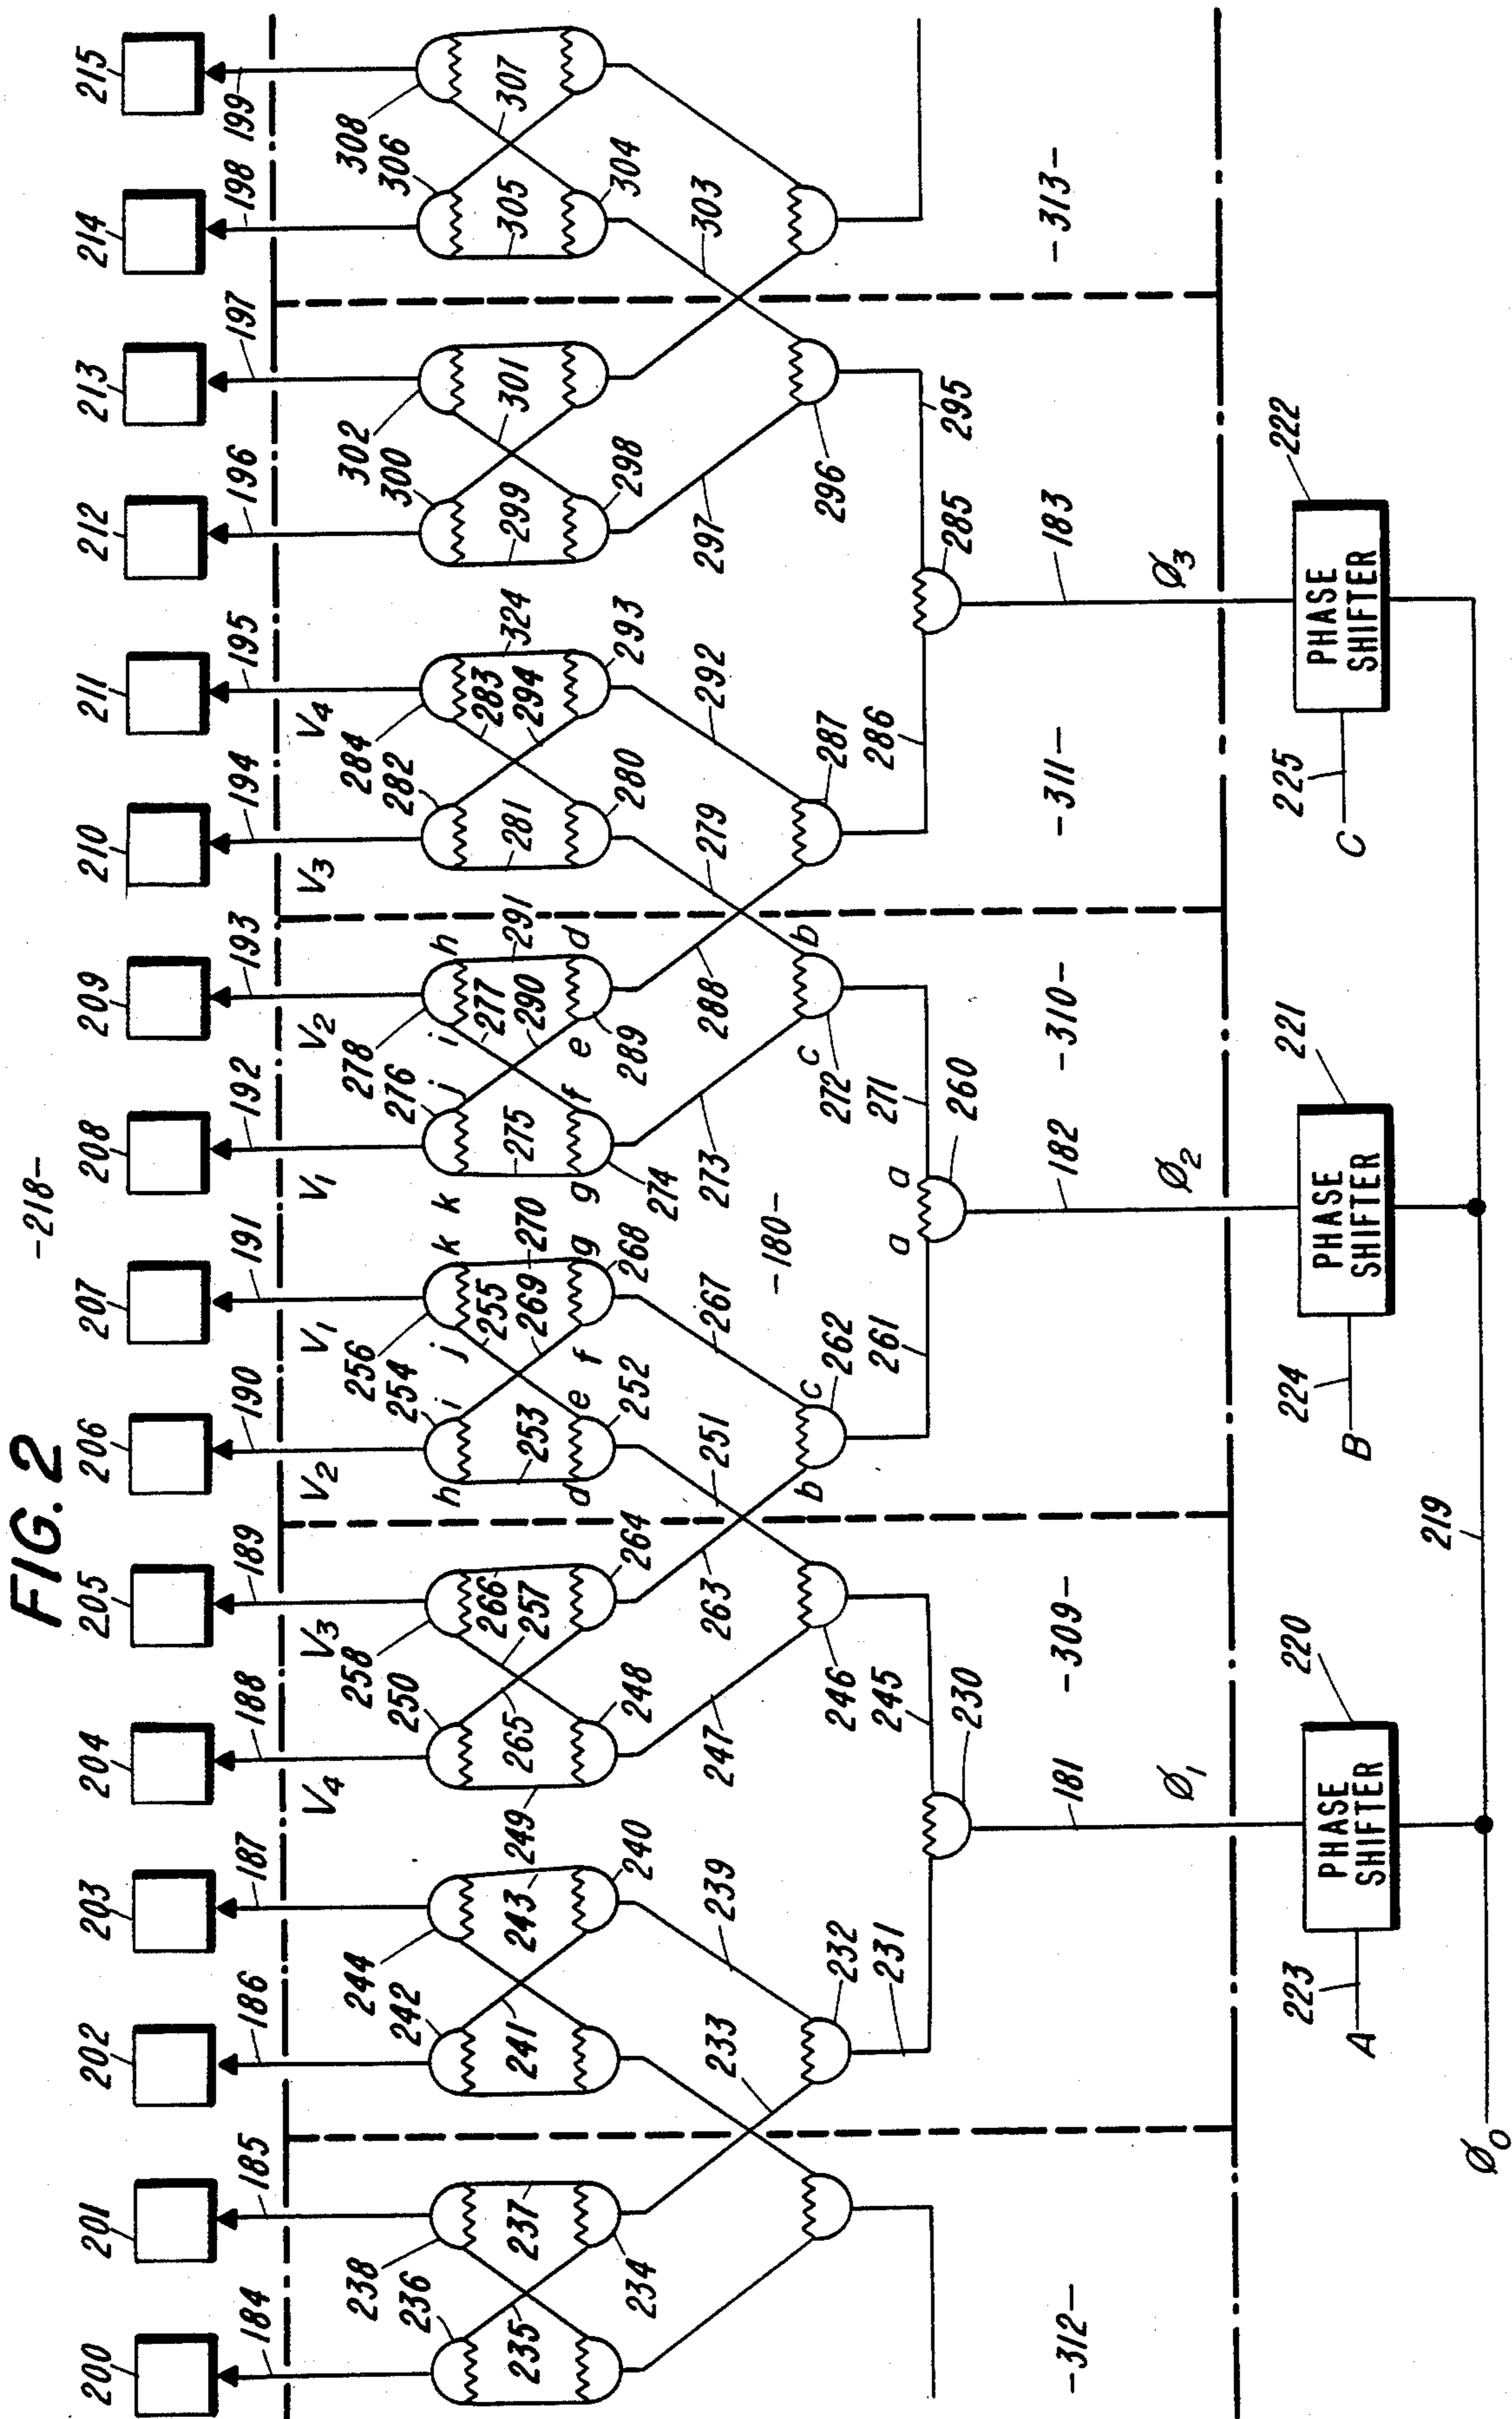 FIG. 2
-218-
200 201 202 203 204 205 206 207 208 209 210 211 212 213 214 215
184 185 186 187 188 189 190 191 192 193 194 195 196 197 198 199
V4 V3 V2 V1 V1 V2 V3 V4
238 244 258 256 278 284 302 308
236 242 250 254 276 282 300 306
h i j k k j i h
235 237 241 243 265 266 257 253 255 269 270 275 277 290 291 281 283 294 324 299 301 305 307
249
d e f g g f e d
234 240 248 264 252 268 274 289 280 293 298 304
233 239 247 263 251 267 273 288 279 292 297 303
-180-
b c c b
232 246 262 272 287 296
231 245 261 271 286 295
a a
230 260 285
-312- -309- -310- -311- -313-
181 182 183
Ø1 Ø2 Ø3
220 221 222
PHASE SHIFTER
PHASE SHIFTER
PHASE SHIFTER
223 224 225
A B C
219
Ø0